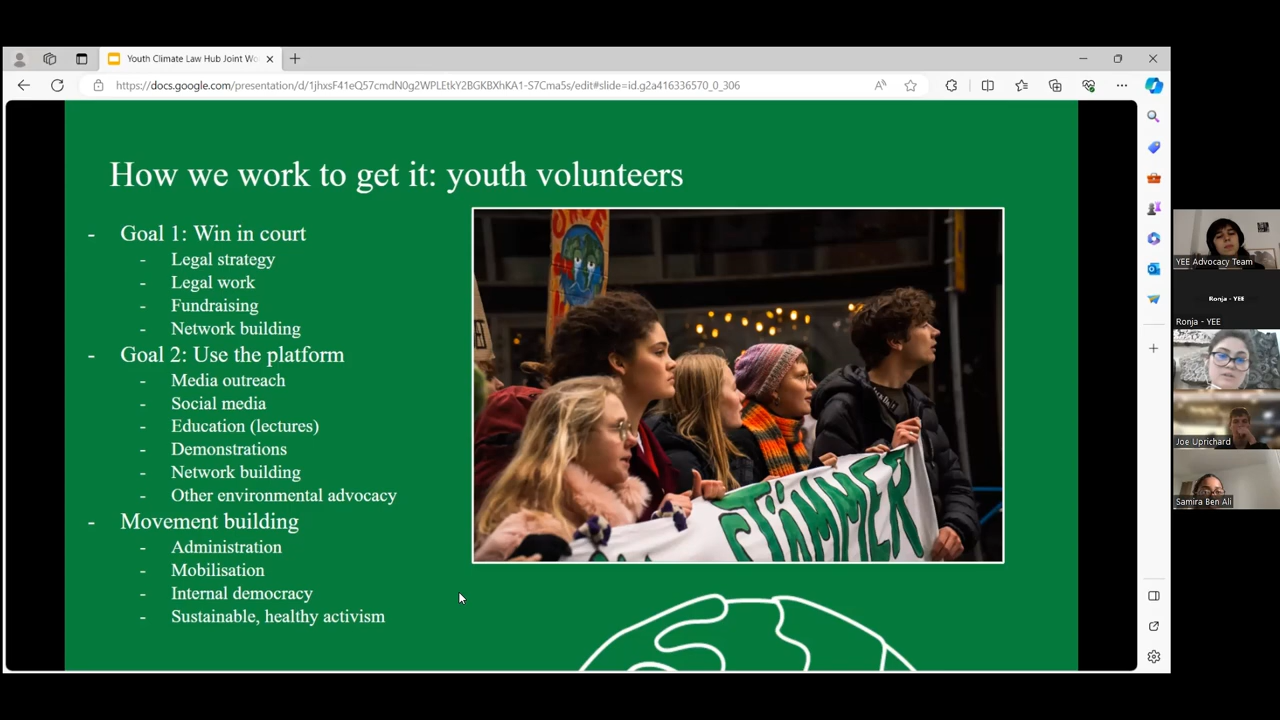 Youth Climate Law Hub Joint Wo
https://docs.google.com/presentation/d/1jhxsF41eQ57cmdN0g2WPLEtkY2BGKBXhKA1-S7Cma5s/edit#slide=id.g2a416336570_0_306
How we work to get it: youth volunteers
- Goal 1: Win in court
- Legal strategy
- Legal work
- Fundraising
- Network building
- Goal 2: Use the platform
- Media outreach
- Social media
- Education (lectures)
- Demonstrations
- Network building
- Other environmental advocacy
- Movement building
- Administration
- Mobilisation
- Internal democracy
- Sustainable, healthy activism
STÄMMER
YEE Advocacy Team
Ronja - YEE
Ronja - YEE
Joe Uprichard
Samira Ben Ali